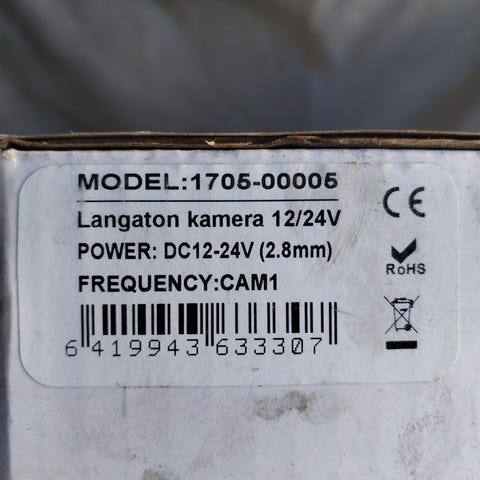 MODEL:1705-00005
Langaton kamera 12/24V
POWER: DC12-24V (2.8mm)
FREQUENCY:CAM1
6 419943 633307
CE
RoHS